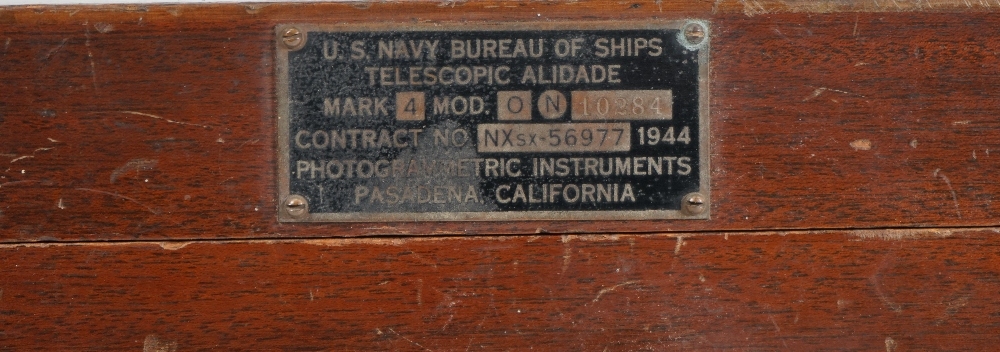 U. S. NAVY BUREAU OF SHIPS
TELESCOPIC ALIDADE
MARK 4 MOD. O N 10284
CONTRACT NO. NXsx-56977 1944
PHOTOGRAMMETRIC INSTRUMENTS
PASADENA, CALIFORNIA